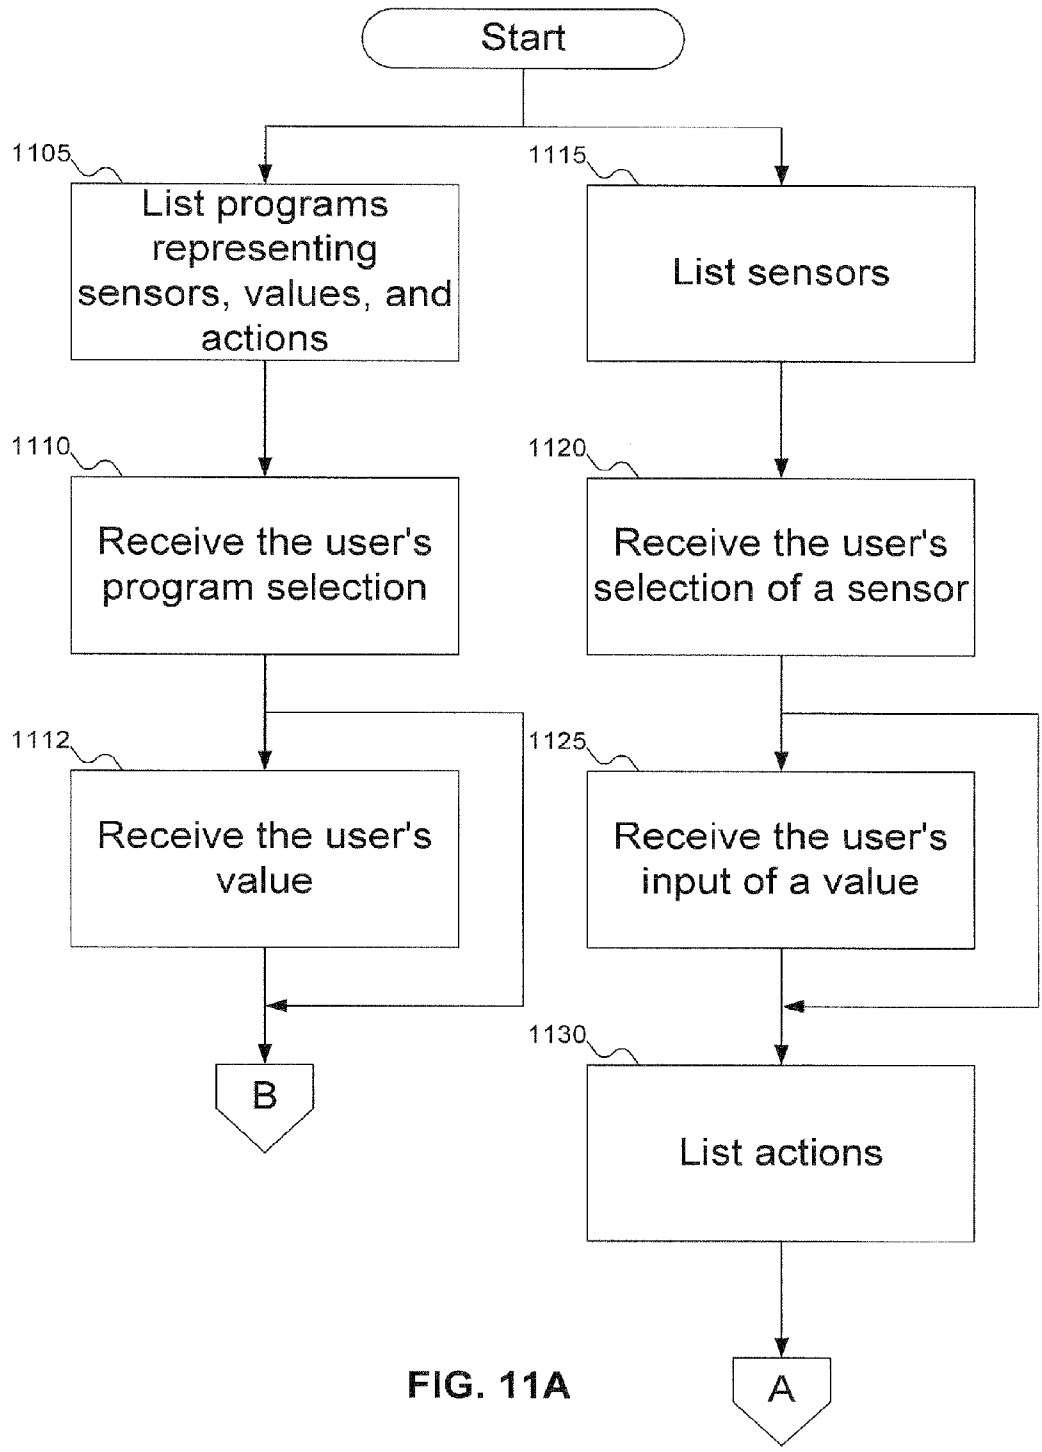 Start
1105
List programs
representing
sensors, values, and
actions
1115
List sensors
1110
Receive the user's
program selection
1120
Receive the user's
selection of a sensor
1112
Receive the user's
value
1125
Receive the user's
input of a value
B
1130
List actions
A
FIG. 11A